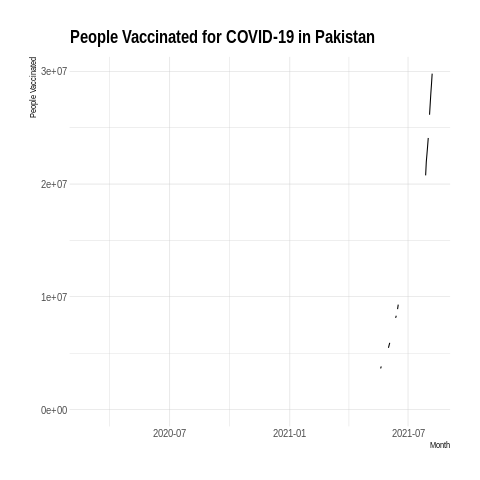 People Vaccinated for COVID-19 in Pakistan
People Vaccinated
3e+07
2e+07
1e+07
0e+00
2020-07 2021-01 2021-07
Month